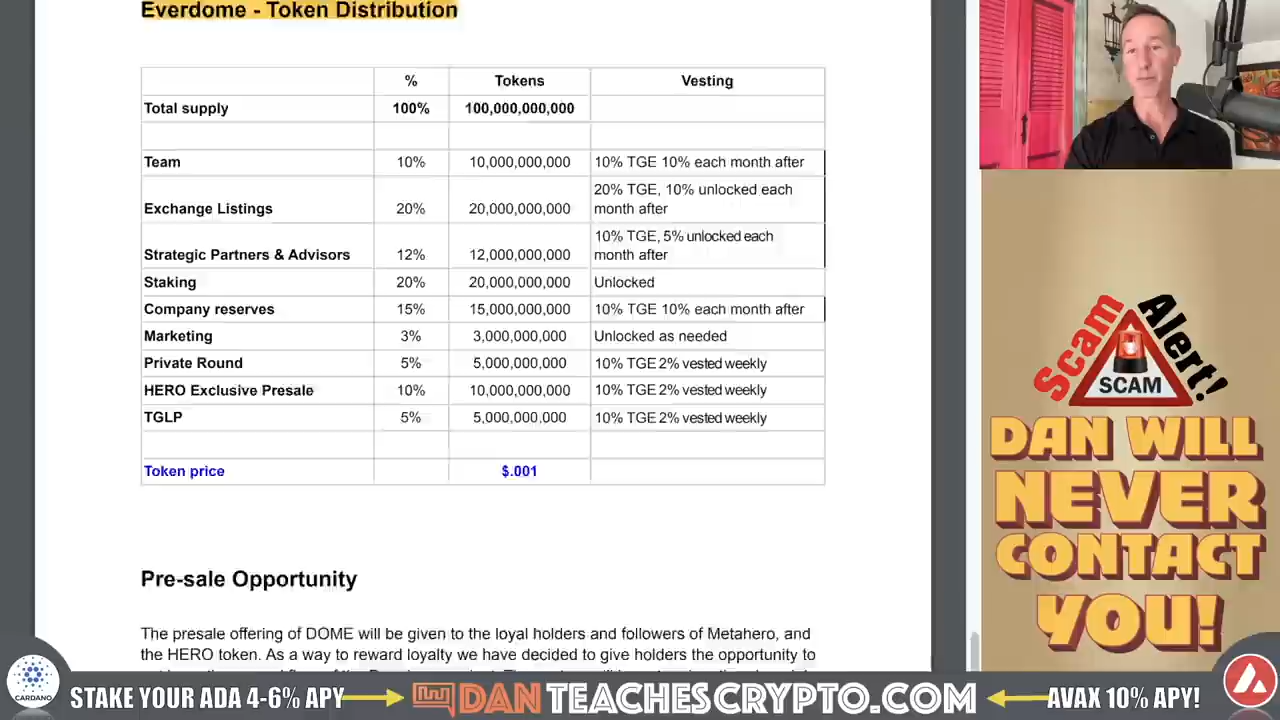 Everdome - Token Distribution
% Tokens Vesting
Total supply 100% 100,000,000,000
Team 10% 10,000,000,000 10% TGE 10% each month after
Exchange Listings 20% 20,000,000,000 20% TGE, 10% unlocked each
month after
Strategic Partners & Advisors 12% 12,000,000,000 10% TGE, 5% unlocked each
month after
Staking 20% 20,000,000,000 Unlocked
Company reserves 15% 15,000,000,000 10% TGE 10% each month after
Marketing 3% 3,000,000,000 Unlocked as needed
Private Round 5% 5,000,000,000 10% TGE 2% vested weekly
HERO Exclusive Presale 10% 10,000,000,000 10% TGE 2% vested weekly
TGLP 5% 5,000,000,000 10% TGE 2% vested weekly
Token price $.001
Pre-sale Opportunity
The presale offering of DOME will be given to the loyal holders and followers of Metahero, and
the HERO token. As a way to reward loyalty we have decided to give holders the opportunity to
Scam Alert!
SCAM
DAN WILL
NEVER
CONTACT
YOU!
CARDANO
STAKE YOUR ADA 4-6% APY
DANTEACHESCRYPTO.COM
AVAX 10% APY!